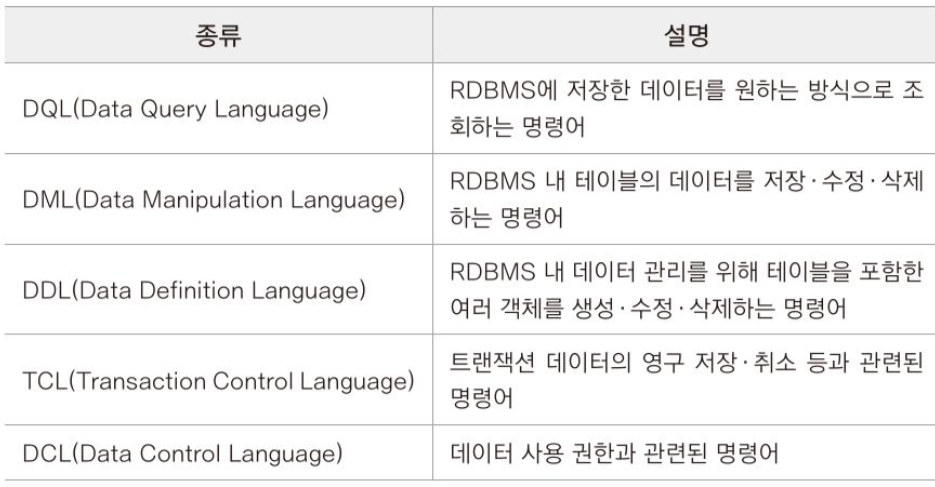 종류
설명
DQL(Data Query Language)
RDBMS에 저장한 데이터를 원하는 방식으로 조
회하는 명령어
DML(Data Manipulation Language)
RDBMS 내 테이블의 데이터를 저장·수정·삭제
하는 명령어
DDL(Data Definition Language)
RDBMS 내 데이터 관리를 위해 테이블을 포함한
여러 객체를 생성·수정·삭제하는 명령어
TCL(Transaction Control Language)
트랜잭션 데이터의 영구 저장·취소 등과 관련된
명령어
DCL(Data Control Language)
데이터 사용 권한과 관련된 명령어